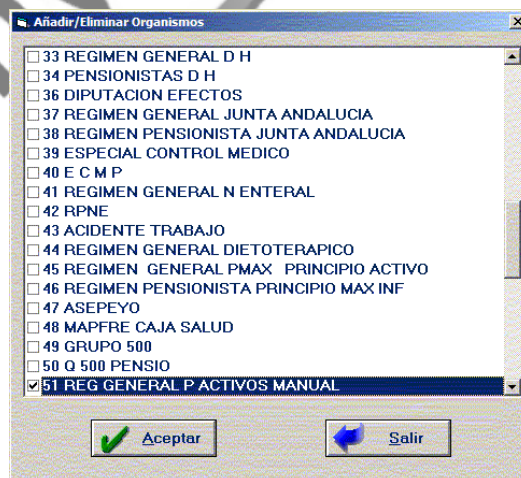 Añadir/Eliminar Organismos
33 REGIMEN GENERAL D H
34 PENSIONISTAS D H
36 DIPUTACION EFECTOS
37 REGIMEN GENERAL JUNTA ANDALUCIA
38 REGIMEN PENSIONISTA JUNTA ANDALUCIA
39 ESPECIAL CONTROL MEDICO
40 E C M P
41 REGIMEN GENERAL N ENTERAL
42 RPNE
43 ACIDENTE TRABAJO
44 REGIMEN GENERAL DIETOTERAPICO
45 REGIMEN GENERAL PMAX PRINCIPIO ACTIVO
46 REGIMEN PENSIONISTA PRINCIPIO MAX INF
47 ASEPEYO
48 MAPFRE CAJA SALUD
49 GRUPO 500
50 Q 500 PENSIO
51 REG GENERAL P ACTIVOS MANUAL
Aceptar Salir